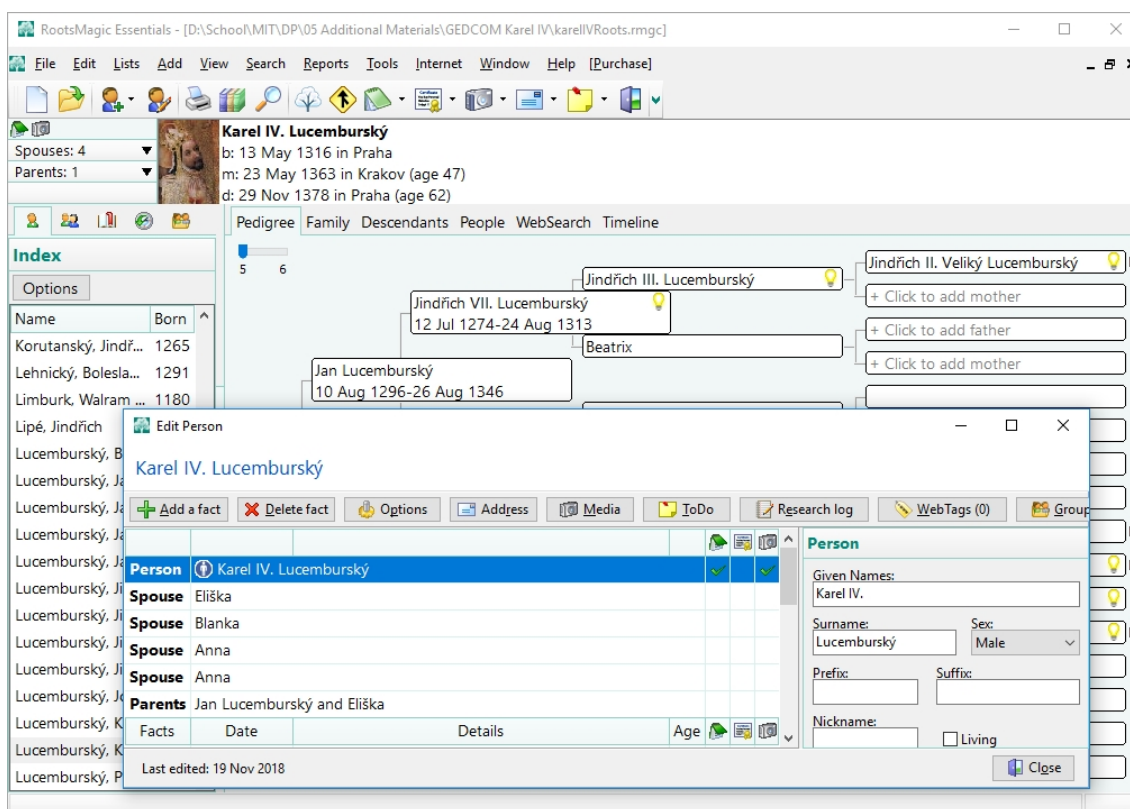 RootsMagic Essentials - [D:\School\MIT\DP\05 Additional Materials\GEDCOM Karel IV\karelIVRoots.rmgc]
File Edit Lists Add View Search Reports Tools Internet Window Help [Purchase]
Karel IV. Lucemburský
Spouses: 4
b: 13 May 1316 in Praha
Parents: 1
m: 23 May 1363 in Krakov (age 47)
d: 29 Nov 1378 in Praha (age 62)
Pedigree Family Descendants People WebSearch Timeline
Index
5 6
Options
Name Born
Korutanský, Jindř... 1265
Lehnický, Bolesla... 1291
Limburk, Walram ... 1180
Lipé, Jindřich
Lucemburský, B
Lucemburský, Ja
Lucemburský, Ja
Lucemburský, Ja
Lucemburský, Ja
Lucemburský, Ji
Lucemburský, Ji
Lucemburský, Ji
Lucemburský, Ji
Lucemburský, Jo
Lucemburský, K
Lucemburský, K
Lucemburský, P
Jindřich II. Veliký Lucemburský
+ Click to add mother
Jindřich III. Lucemburský
Jindřich VII. Lucemburský
12 Jul 1274-24 Aug 1313
+ Click to add father
Beatrix
+ Click to add mother
Jan Lucemburský
10 Aug 1296-26 Aug 1346
Edit Person
Karel IV. Lucemburský
Add a fact Delete fact Options Address Media ToDo Research log WebTags (0) Group
Person Karel IV. Lucemburský
Spouse Eliška
Spouse Blanka
Spouse Anna
Spouse Anna
Parents Jan Lucemburský and Eliška
Facts Date Details Age
Person
Given Names:
Karel IV.
Surname: Sex:
Lucemburský Male
Prefix: Suffix:
Nickname:
Living
Last edited: 19 Nov 2018
Close